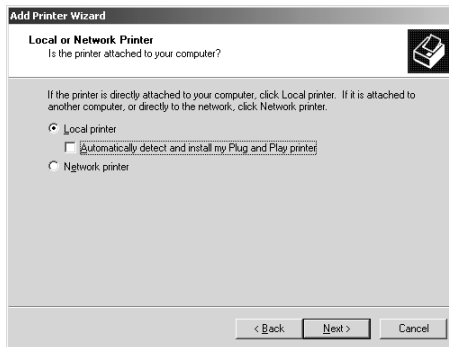 Add Printer Wizard
Local or Network Printer
Is the printer attached to your computer?
If the printer is directly attached to your computer, click Local printer. If it is attached to
another computer, or directly to the network, click Network printer.
Local printer
Automatically detect and install my Plug and Play printer
Network printer
< Back
Next >
Cancel